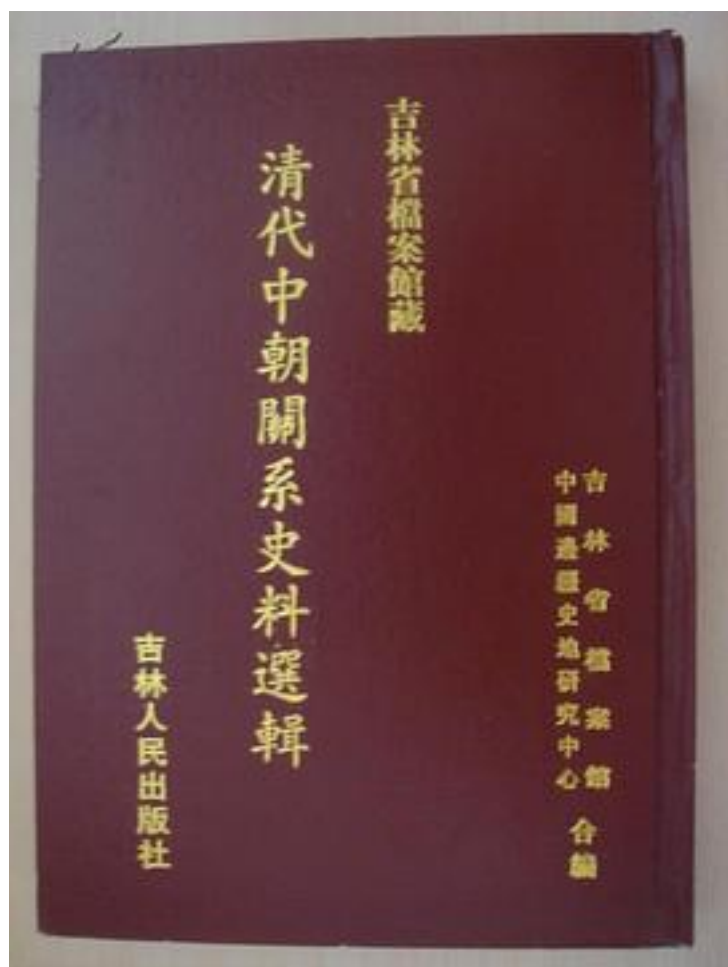 吉林省檔案館
中國邊疆史地研究中心
合編
吉林省檔案館藏
清代中朝關系史料選輯
吉林人民出版社